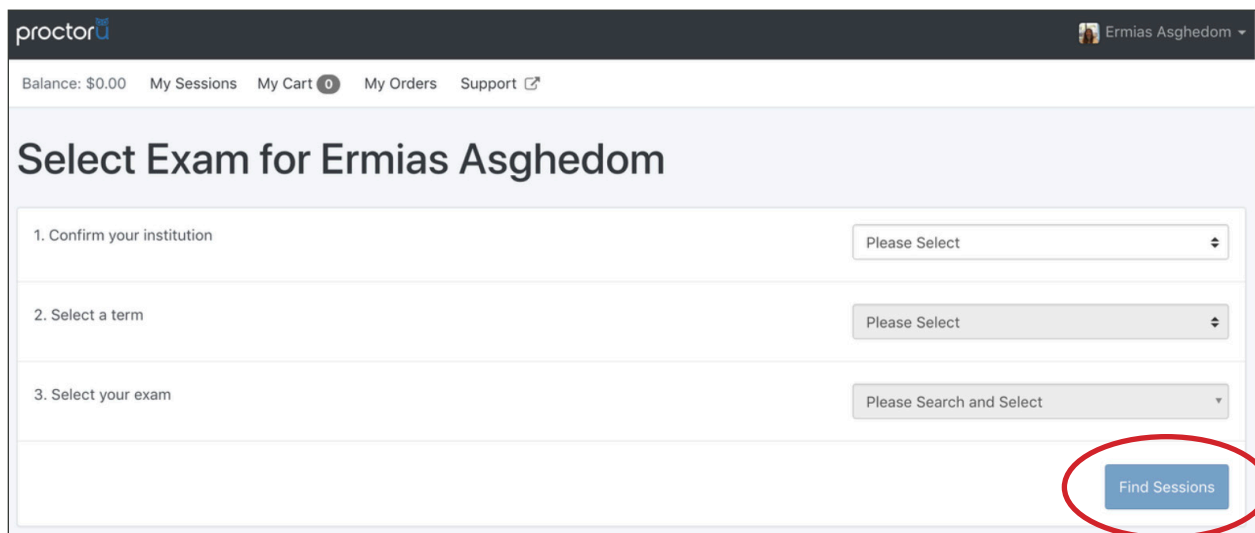 proctorU
Ermias Asghedom
Balance: $0.00 My Sessions My Cart 0 My Orders Support
Select Exam for Ermias Asghedom
1. Confirm your institution
Please Select
2. Select a term
Please Select
3. Select your exam
Please Search and Select
Find Sessions